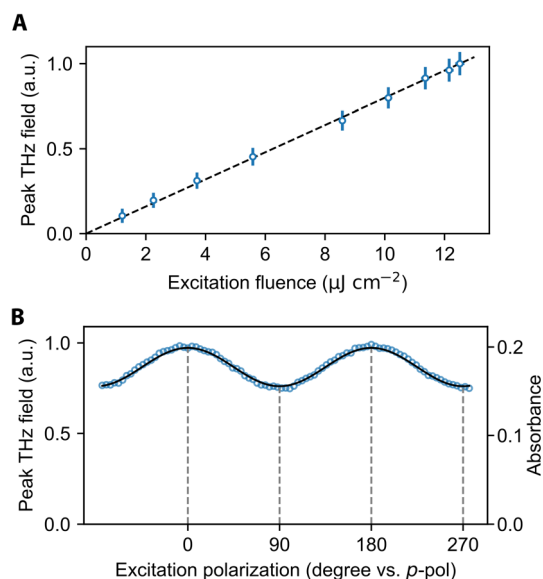 A
Peak THz field (a.u.)
1.0
0.5
0.0
0 2 4 6 8 10 12
Excitation fluence (μJ cm−2)
B
Peak THz field (a.u.)
1.0
0.5
0.0
0.2
0.1
0.0
Absorbance
0 90 180 270
Excitation polarization (degree vs. p-pol)